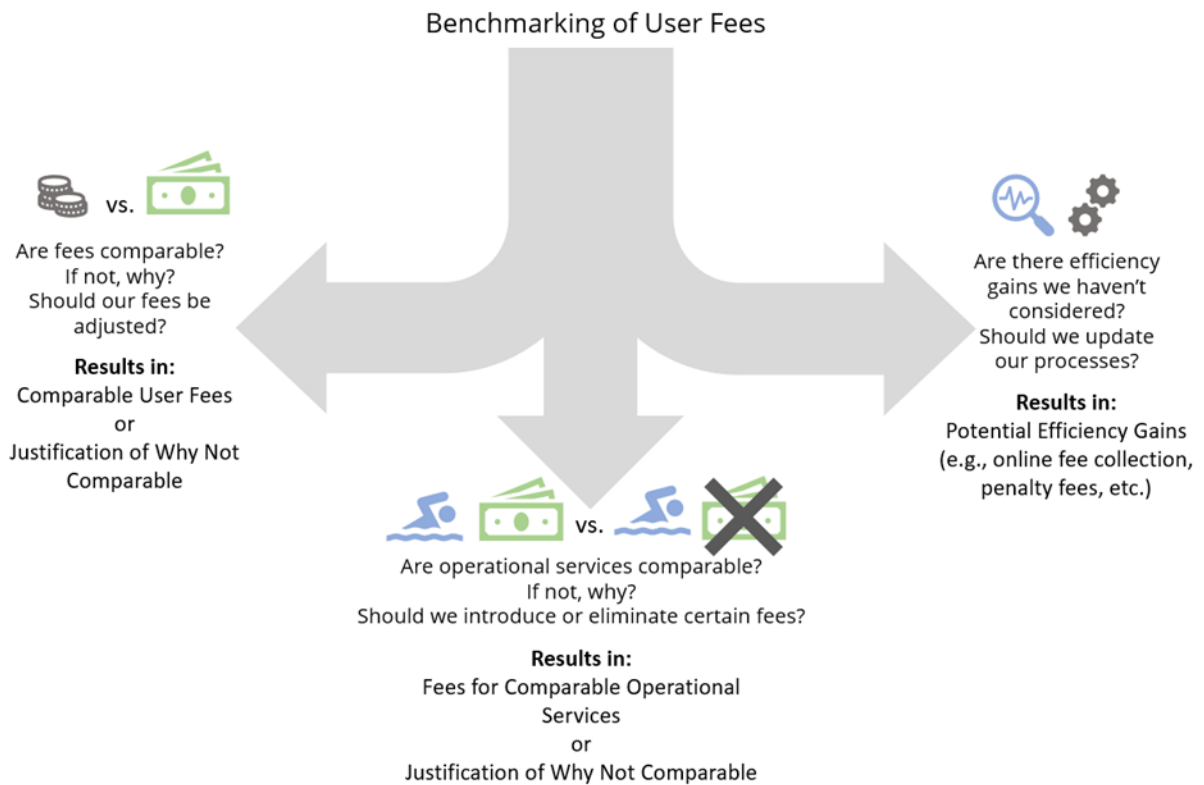 Benchmarking of User Fees
vs.
Are fees comparable?
If not, why?
Should our fees be
adjusted?
Results in:
Comparable User Fees
or
Justification of Why Not
Comparable
vs.
Are operational services comparable?
If not, why?
Should we introduce or eliminate certain fees?
Results in:
Fees for Comparable Operational
Services
or
Justification of Why Not Comparable
Are there efficiency
gains we haven’t
considered?
Should we update
our processes?
Results in:
Potential Efficiency Gains
(e.g., online fee collection,
penalty fees, etc.)